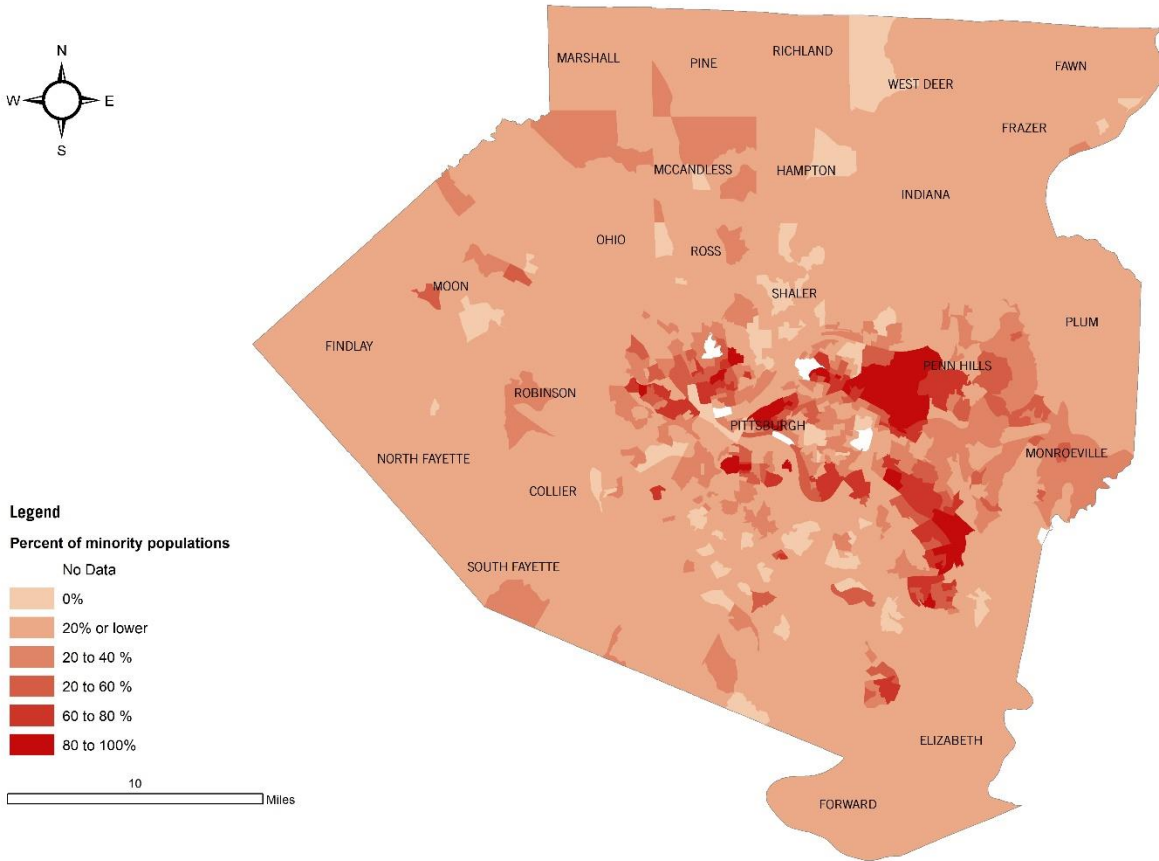 N
W E
S
MARSHALL
PINE
RICHLAND
WEST DEER
FAWN
FRAZER
MCCANDLESS
HAMPTON
INDIANA
OHIO
ROSS
MOON
SHALER
PLUM
FINDLAY
PENN HILLS
ROBINSON
PITTSBURGH
NORTH FAYETTE
MONROEVILLE
COLLIER
SOUTH FAYETTE
ELIZABETH
FORWARD
Legend
Percent of minority populations
No Data
0%
20% or lower
20 to 40 %
20 to 60 %
60 to 80 %
80 to 100%
10
Miles